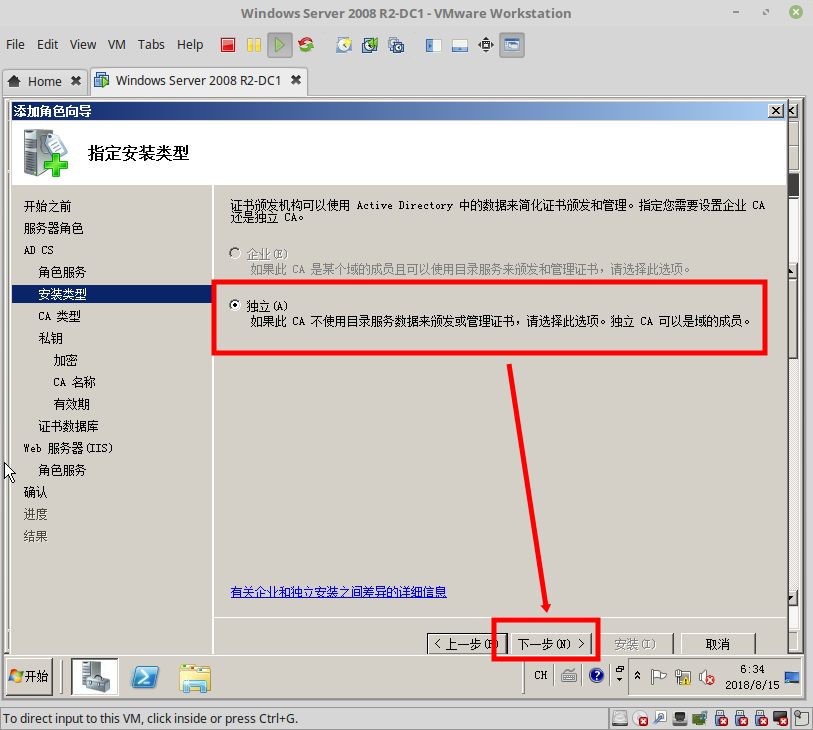 Windows Server 2008 R2-DC1 - VMware Workstation
File Edit View VM Tabs Help
Home
Windows Server 2008 R2-DC1
添加角色向导
指定安装类型
开始之前
服务器角色
AD CS
角色服务
安装类型
CA 类型
私钥
加密
CA 名称
有效期
证书数据库
Web 服务器(IIS)
角色服务
确认
进度
结果
证书颁发机构可以使用 Active Directory 中的数据来简化证书颁发和管理。指定您需要设置企业 CA
还是独立 CA。
企业(E)
如果此 CA 是某个域的成员且可以使用目录服务来颁发和管理证书，请选择此选项。
独立(A)
如果此 CA 不使用目录服务数据来颁发或管理证书，请选择此选项。独立 CA 可以是域的成员。
有关企业和独立安装之间差异的详细信息
< 上一步(P) 下一步(N) > 安装(I) 取消
开始
CH
6:34
2018/8/15
To direct input to this VM, click inside or press Ctrl+G.